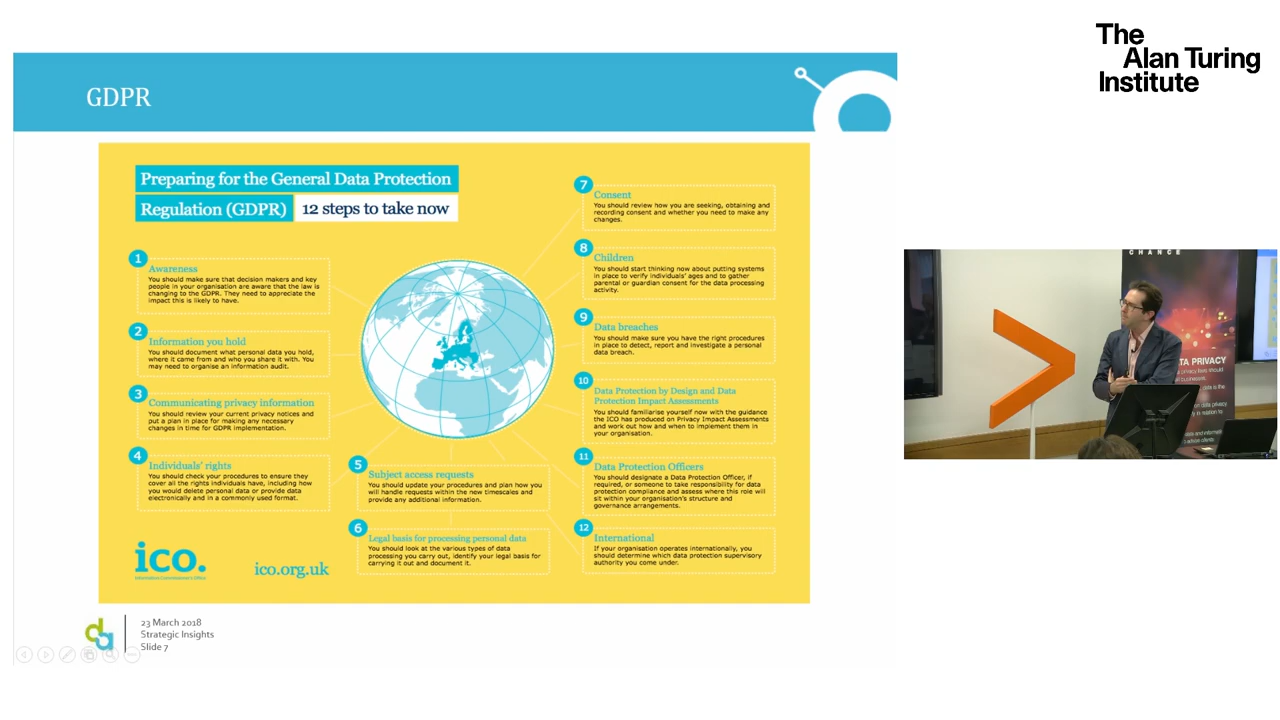 The
Alan Turing
Institute
GDPR
Preparing for the General Data Protection
Regulation (GDPR) 12 steps to take now
1
Awareness
You should make sure that decision makers and key
people in your organisation are aware that the law is
changing to the GDPR. They need to appreciate the
impact this is likely to have.
2
Information you hold
You should document what personal data you hold,
where it came from and who you share it with. You
may need to organise an information audit.
3
Communicating privacy information
You should review your current privacy notices and
put a plan in place for making any necessary
changes in time for GDPR implementation.
4
Individuals' rights
You should check your procedures to ensure they
cover all the rights individuals have, including how
you would delete personal data or provide data
electronically and in a commonly used format.
5
Subject access requests
You should update your procedures and plan how you
will handle requests within the new timescales and
provide any additional information.
6
Legal basis for processing personal data
You should look at the various types of data
processing you carry out, identify your legal basis for
carrying it out and document it.
7
Consent
You should review how you are seeking, obtaining and
recording consent and whether you need to make any
changes.
8
Children
You should start thinking now about putting systems
in place to verify individuals' ages and to gather
parental or guardian consent for the data processing
activity.
9
Data breaches
You should make sure you have the right procedures
in place to detect, report and investigate a personal
data breach.
10
Data Protection by Design and Data
Protection Impact Assessments
You should familiarise yourself now with the guidance
the ICO has produced on Privacy Impact Assessments
and work out how and when to implement them in
your organisation.
11
Data Protection Officers
You should designate a Data Protection Officer, if
required, or someone to take responsibility for data
protection compliance and assess where this role will
sit within your organisation's structure and
governance arrangements.
12
International
If your organisation operates internationally, you
should determine which data protection supervisory
authority you come under.
ico.
Information Commissioner's Office
ico.org.uk
da
23 March 2018
Strategic Insights
Slide 7
CHANCE
TA PRIVACY